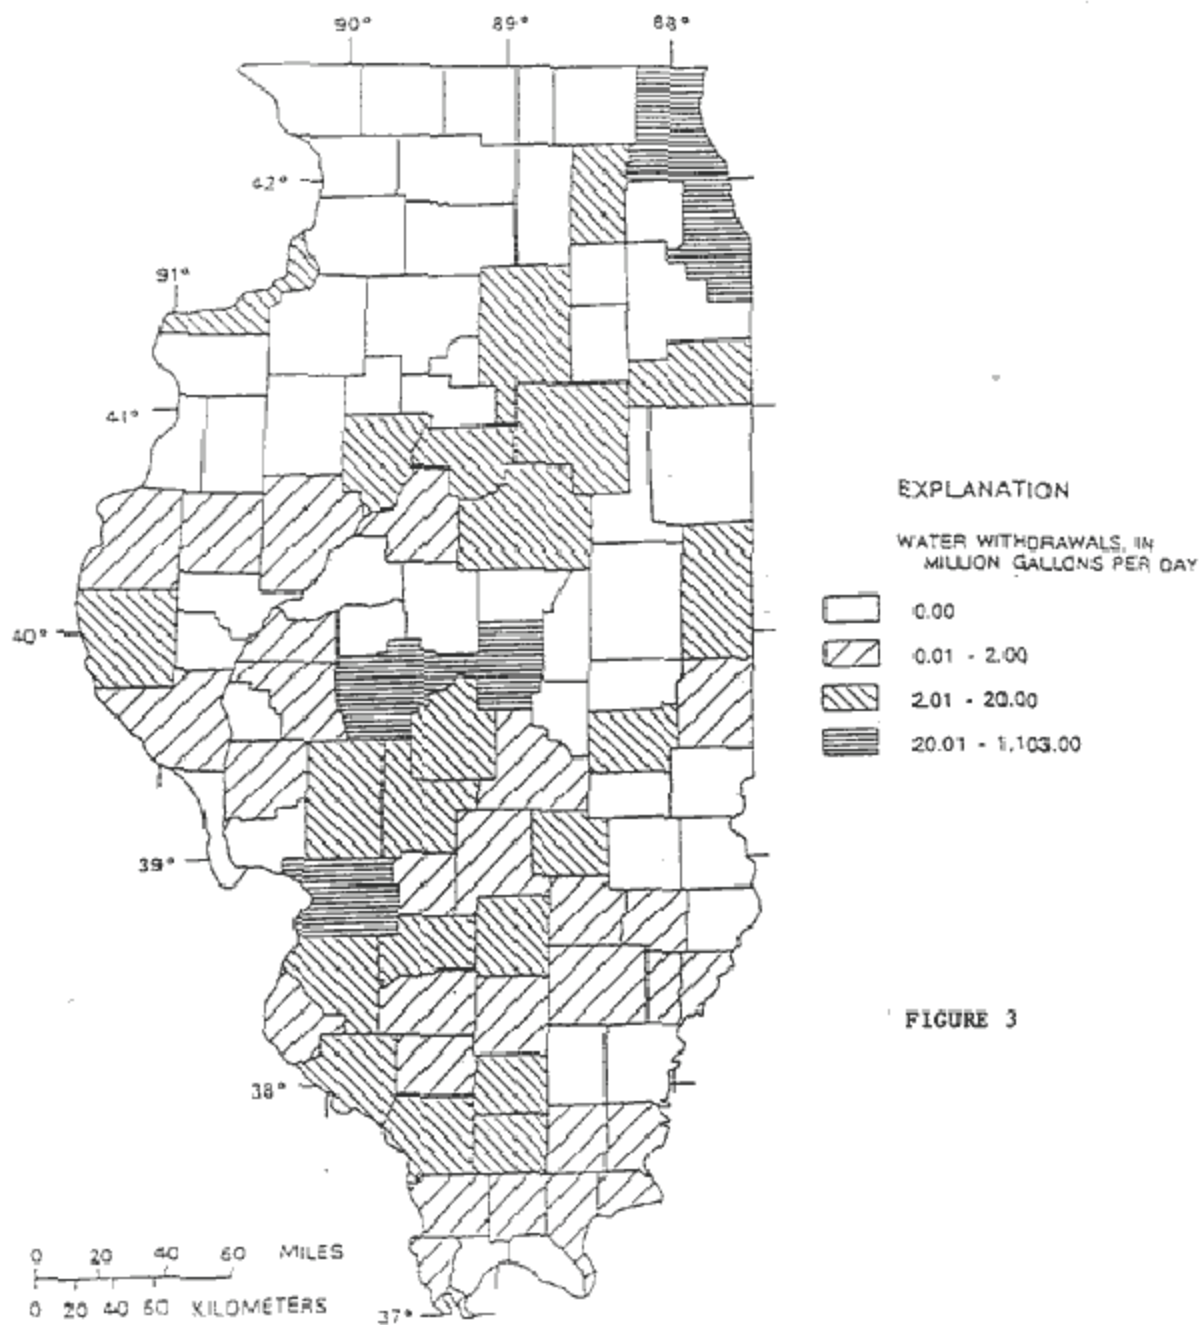 90° 89° 88°
42°
91°
41°
EXPLANATION
WATER WITHDRAWALS, IN
MILLION GALLONS PER DAY
0.00
40°
0.01 - 2.00
2.01 - 20.00
20.01 - 1,103.00
39°
FIGURE 3
38°
0 20 40 60 MILES
0 20 40 60 KILOMETERS
37°